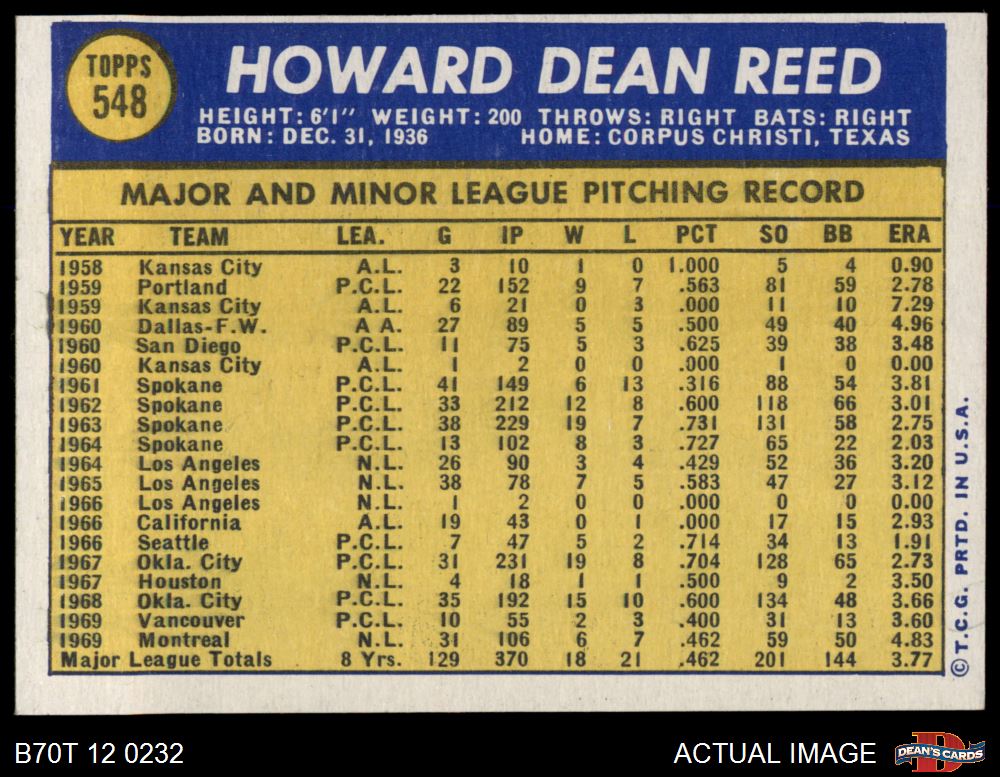 TOPPS
548
HOWARD DEAN REED
HEIGHT: 6'1" WEIGHT: 200 THROWS: RIGHT BATS: RIGHT
BORN: DEC. 31, 1936 HOME: CORPUS CHRISTI, TEXAS
MAJOR AND MINOR LEAGUE PITCHING RECORD
YEAR TEAM LEA. G IP W L PCT SO BB ERA
1958 Kansas City A.L. 3 10 1 0 1.000 5 4 0.90
1959 Portland P.C.L. 22 152 9 7 .563 81 59 2.78
1959 Kansas City A.L. 6 21 0 3 .000 11 10 7.29
1960 Dallas-F.W. A A. 27 89 5 5 .500 49 40 4.96
1960 San Diego P.C.L. 11 75 5 3 .625 39 38 3.48
1960 Kansas City A.L. 1 2 0 0 .000 1 0 0.00
1961 Spokane P.C.L. 41 149 6 13 .316 88 54 3.81
1962 Spokane P.C.L. 33 212 12 8 .600 118 66 3.01
1963 Spokane P.C.L. 38 229 19 7 .731 131 58 2.75
1964 Spokane P.C.L. 13 102 8 3 .727 65 22 2.03
1964 Los Angeles N.L. 26 90 3 4 .429 52 36 3.20
1965 Los Angeles N.L. 38 78 7 5 .583 47 27 3.12
1966 Los Angeles N.L. 1 2 0 0 .000 0 0 0.00
1966 California A.L. 19 43 0 1 .000 17 15 2.93
1966 Seattle P.C.L. 7 47 5 2 .714 34 13 1.91
1967 Okla. City P.C.L. 31 231 19 8 .704 128 65 2.73
1967 Houston N.L. 4 18 1 1 .500 9 2 3.50
1968 Okla. City P.C.L. 35 192 15 10 .600 134 48 3.66
1969 Vancouver P.C.L. 10 55 2 3 .400 31 13 3.60
1969 Montreal N.L. 31 106 6 7 .462 59 50 4.83
Major League Totals 8 Yrs. 129 370 18 21 .462 201 144 3.77
©T.C.G. PRTD. IN U.S.A.
B70T 12 0232
ACTUAL IMAGE
D
DEAN'S CARDS